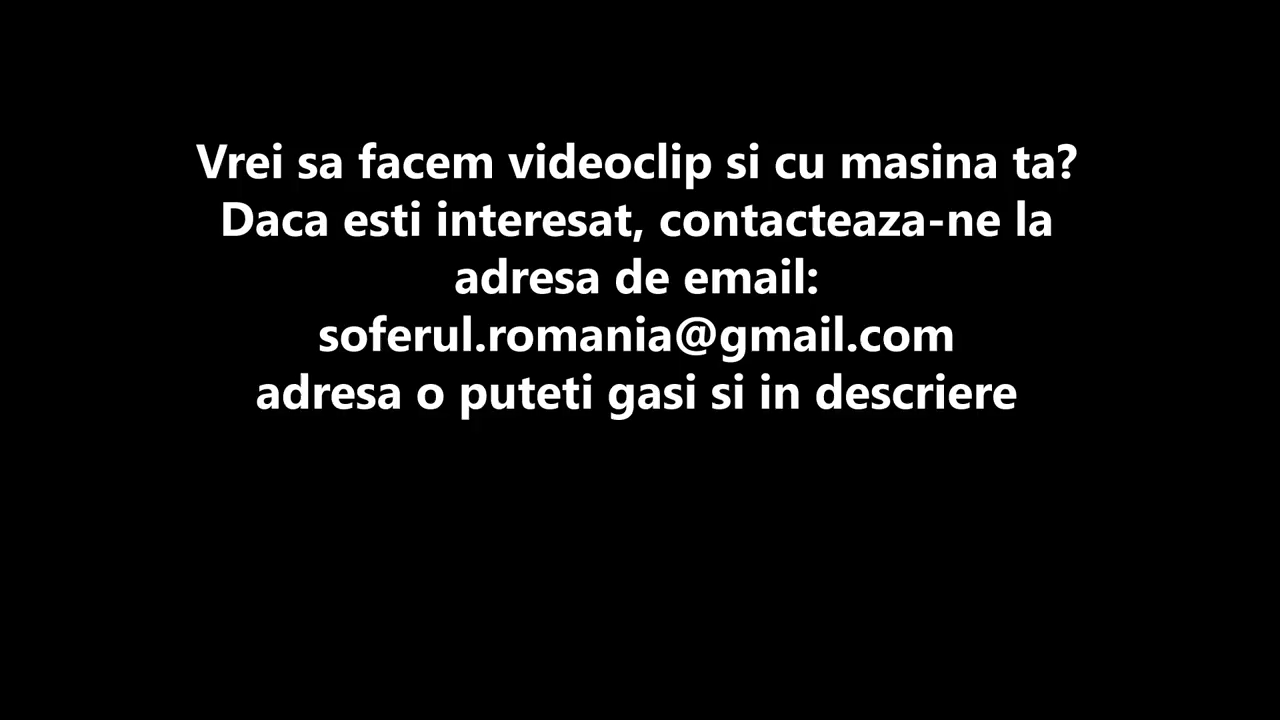 Vrei sa facem videoclip si cu masina ta?
Daca esti interesat, contacteaza-ne la
adresa de email:
soferul.romania@gmail.com
adresa o puteti gasi si in descriere